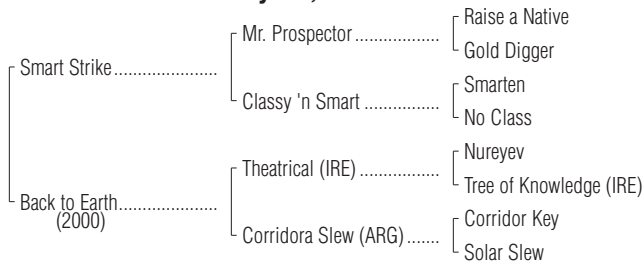 Raise a Native
Mr. Prospector..................
Gold Digger
Smart Strike......................
Smarten
Classy 'n Smart ................
No Class
Nureyev
Theatrical (IRE) .................
Tree of Knowledge (IRE)
Back to Earth.....................
(2000)
Corridor Key
Corridora Slew (ARG).......
Solar Slew